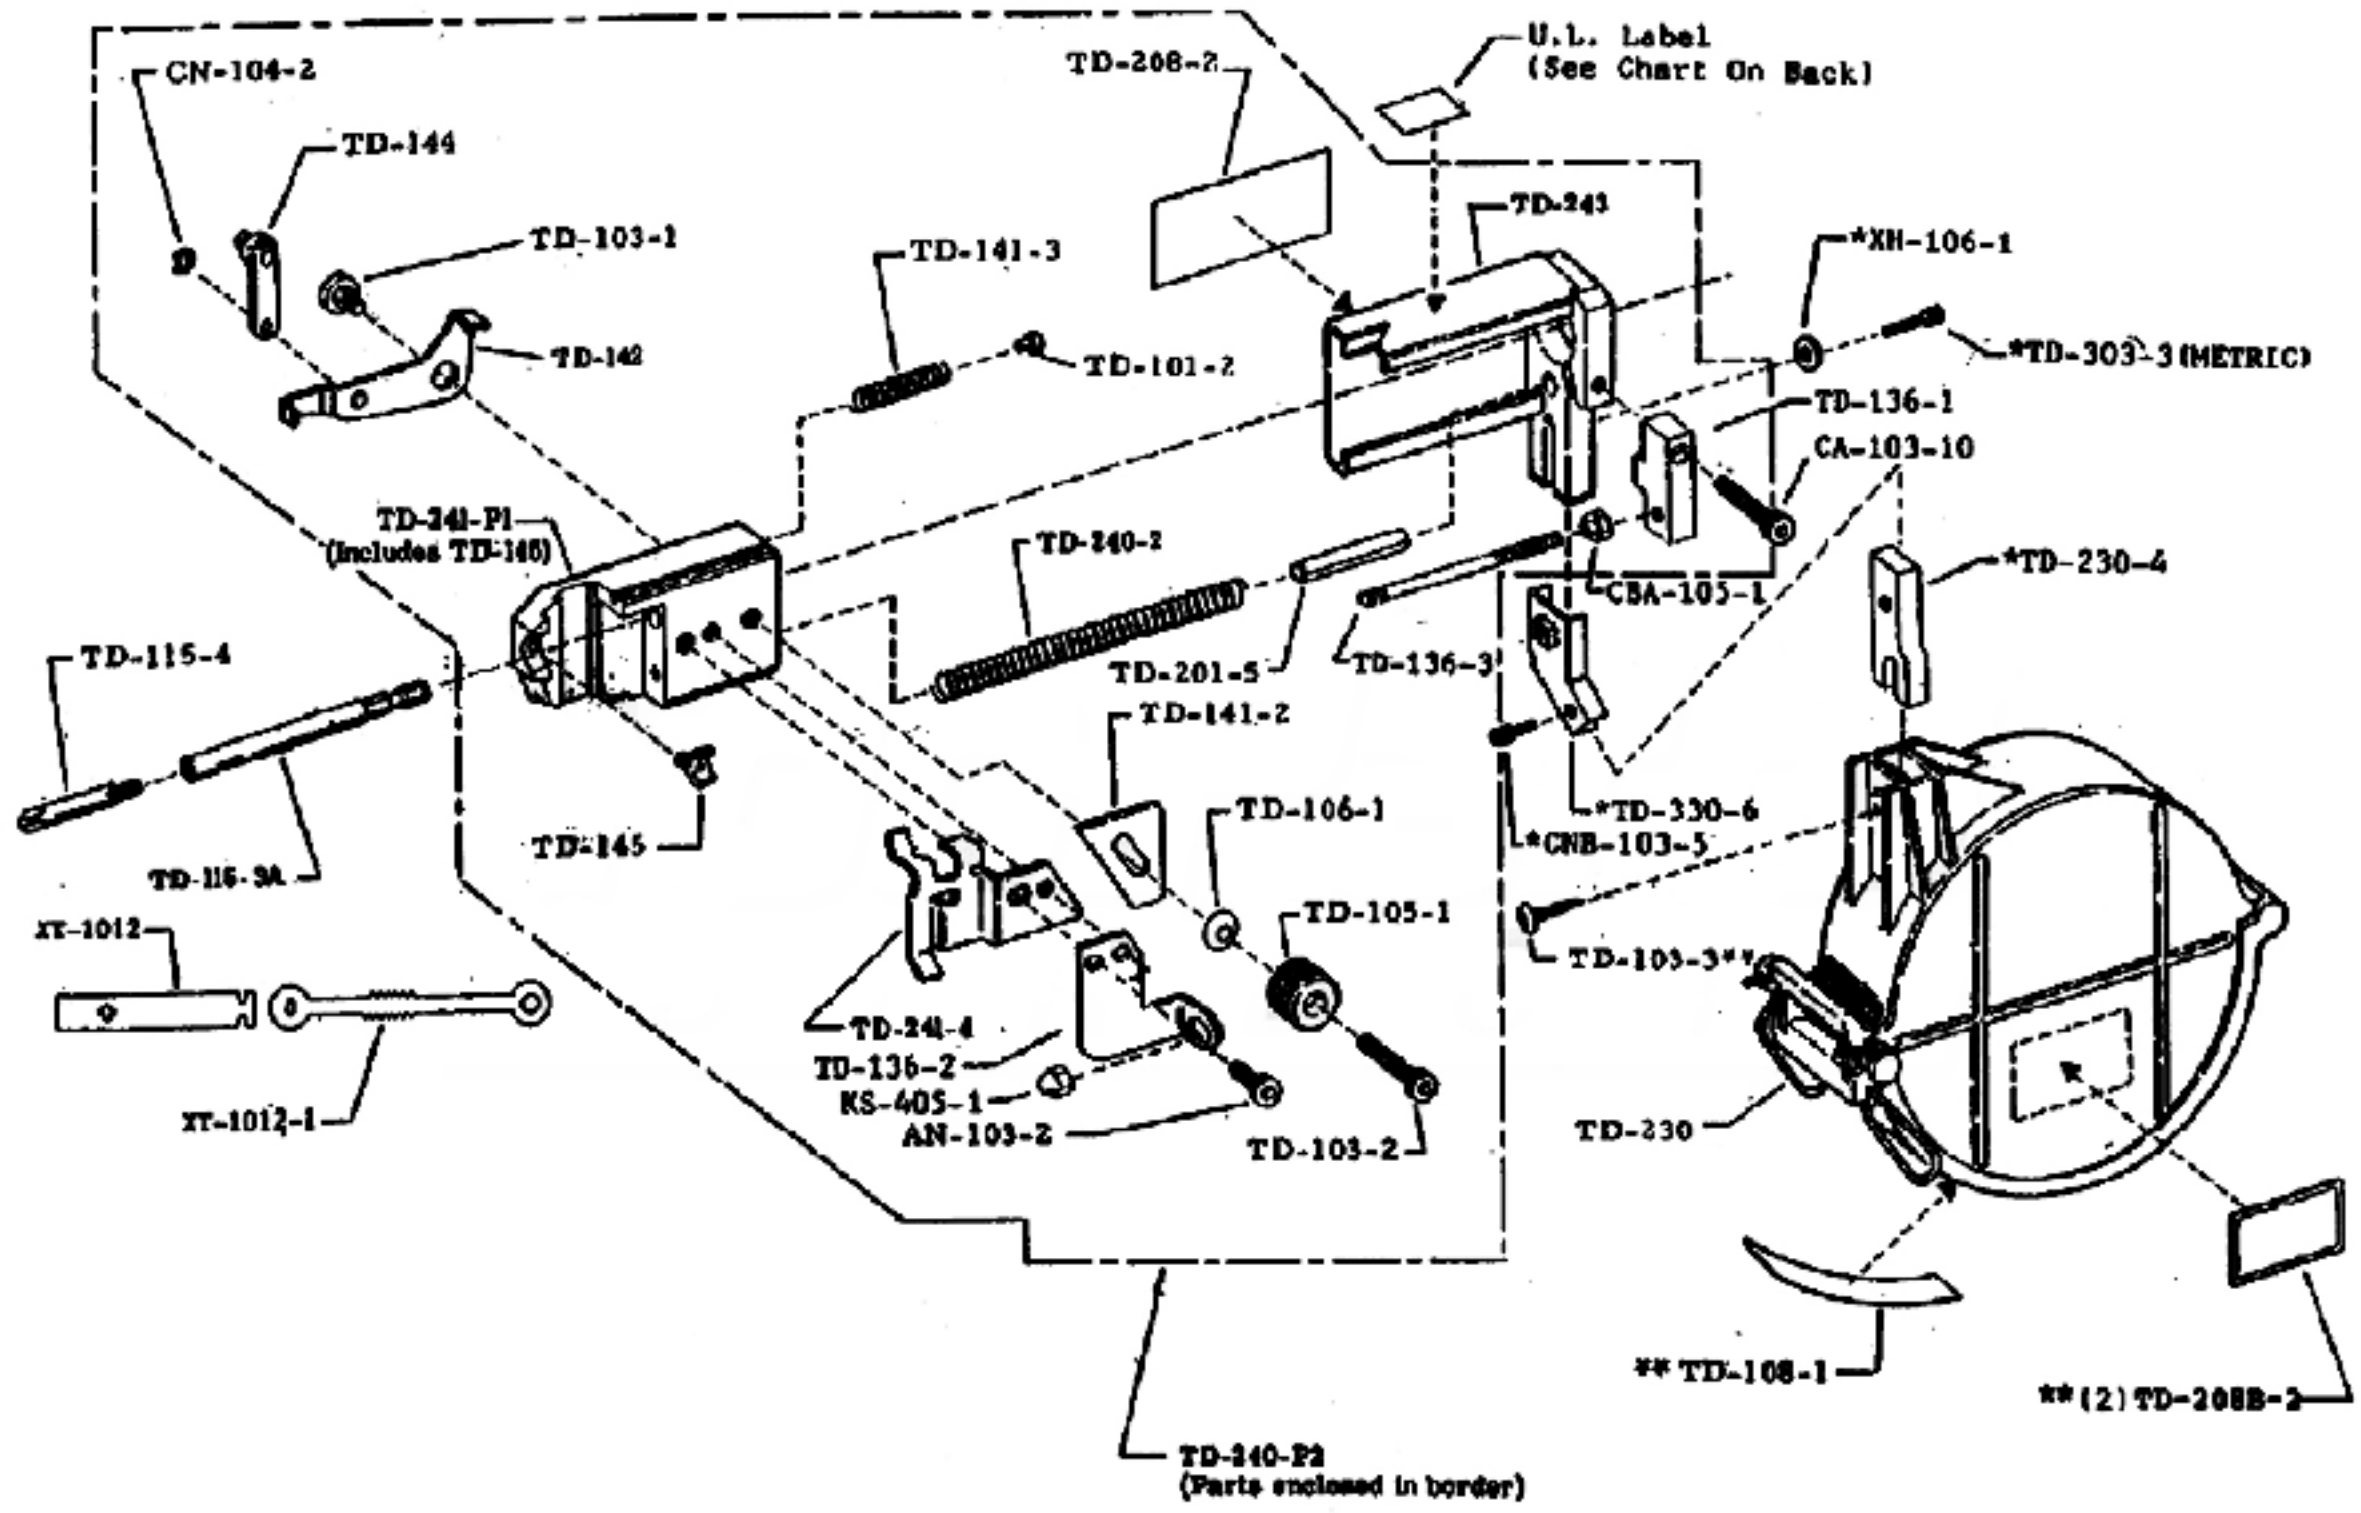 U.L. Label
(See Chart On Back)
TD-208-2
CN-104-2
TD-144
TD-243
TD-103-1
TD-141-3
*XH-106-1
TD-142
TD-101-2
*TD-303-3(METRIC)
TD-136-1
CA-103-10
TD-241-P1
(Includes TD-145)
TD-240-2
*TD-230-4
CBA-105-1
TD-115-4
TD-201-5
TD-136-3
TD-141-2
TD-106-1
*TD-330-6
TD-145
*CNB-103-5
TD-115-3A
TD-105-1
XT-1012
TD-103-3**
TD-241-4
TD-136-2
KS-405-1
XT-1012-1
AN-103-2
TD-103-2
TD-230
**TD-108-1
**(2)TD-208B-2
TD-240-P2
(Parts enclosed in border)